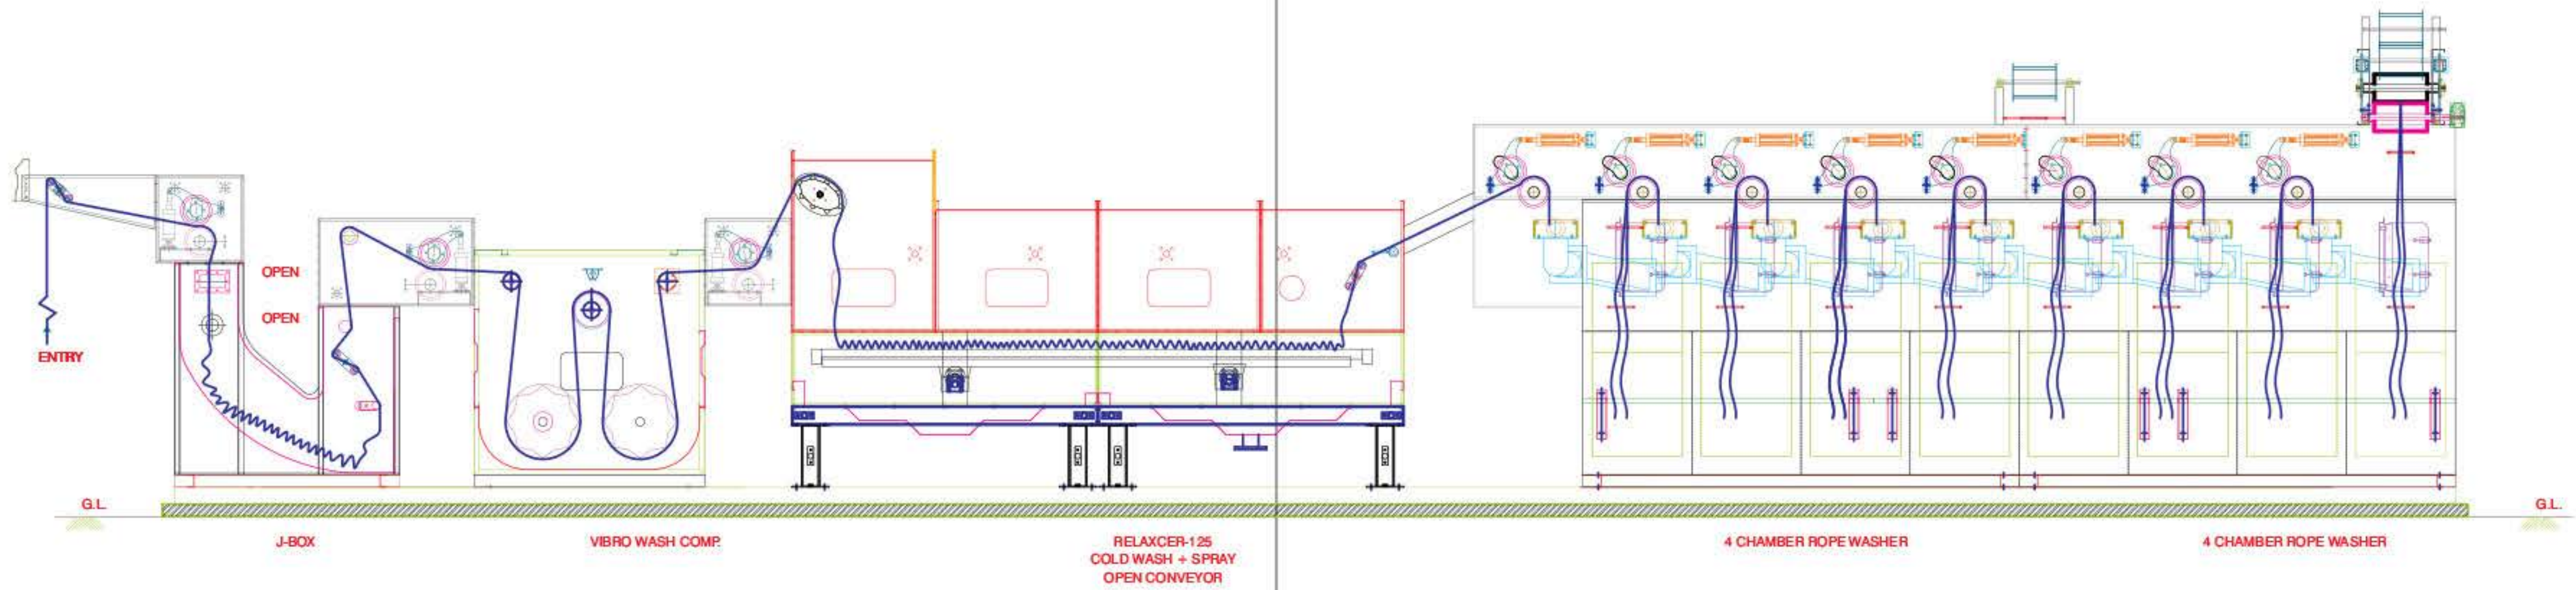 OPEN
OPEN
ENTRY
G.L.
G.L.
J-BOX
VIBRO WASH COMP.
RELAXCER-125
COLD WASH + SPRAY
OPEN CONVEYOR
4 CHAMBER ROPE WASHER
4 CHAMBER ROPE WASHER